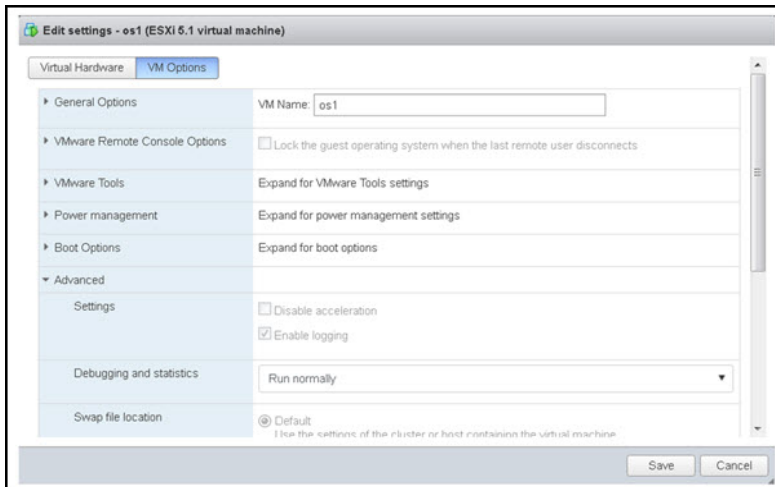 Edit settings - os1 (ESXi 5.1 virtual machine)
Virtual Hardware VM Options
General Options VM Name: os1
VMware Remote Console Options Lock the guest operating system when the last remote user disconnects
VMware Tools Expand for VMware Tools settings
Power management Expand for power management settings
Boot Options Expand for boot options
Advanced
Settings Disable acceleration
Enable logging
Debugging and statistics Run normally
Swap file location Default
Use the settings of the cluster or host containing the virtual machine
Save Cancel